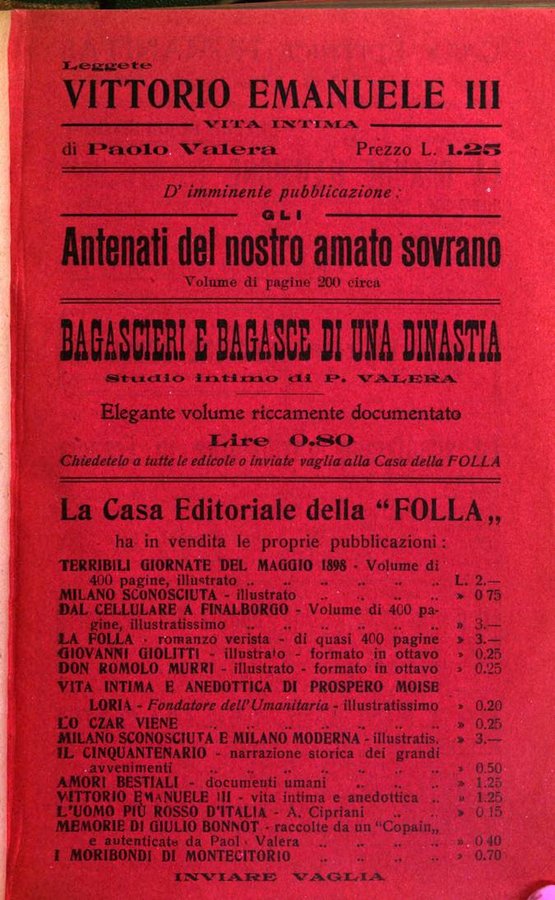 Leggete
VITTORIO EMANUELE III
VITA INTIMA
di Paolo Valera Prezzo L. 1.25
D' imminente pubblicazione:
GLI
Antenati del nostro amato sovrano
Volume di pagine 200 circa
BAGASCIERI E BAGASCE DI UNA DINASTIA
Studio intimo di P. VALERA
Elegante volume riccamente documentato
Lire 0.80
Chiedetelo a tutte le edicole o inviate vaglia alla Casa della FOLLA
La Casa Editoriale della “FOLLA„
ha in vendita le proprie pubblicazioni:
TERRIBILI GIORNATE DEL MAGGIO 1898 - Volume di
400 pagine, illustrato .. .. .. .. .. .. L. 2.—
MILANO SCONOSCIUTA - illustrato .. .. .. .. » 0 75
DAL CELLULARE A FINALBORGO - Volume di 400 pa-
gine, illustratissimo .. .. .. .. .. .. » 3.—
LA FOLLA - romanzo verista - di quasi 400 pagine » 3.—
GIOVANNI GIOLITTI - illustrato - formato in ottavo » 0.25
DON ROMOLO MURRI - illustrato - formato in ottavo » 0.25
VITA INTIMA E ANEDOTTICA DI PROSPERO MOISE
LORIA - Fondatore dell'Umanitaria - illustratissimo » 0.20
LO CZAR VIENE .. .. .. .. .. .. .. » 0.25
MILANO SCONOSCIUTA E MILANO MODERNA - illustratis. » 3.—
IL CINQUANTENARIO - narrazione storica dei grandi
avvenimenti .. .. .. .. .. .. .. » 0.50
AMORI BESTIALI - documenti umani .. .. .. » 1.25
VITTORIO EMANUELE III - vita intima e anedottica .. » 1.25
L'UOMO PIÙ ROSSO D'ITALIA - A. Cipriani .. .. » 0 15
MEMORIE DI GIULIO BONNOT - raccolte da un “Copain„
e autenticate da Paol Valera .. .. .. .. » 0 40
I MORIBONDI DI MONTECITORIO .. .. .. .. » 0.70
INVIARE VAGLIA